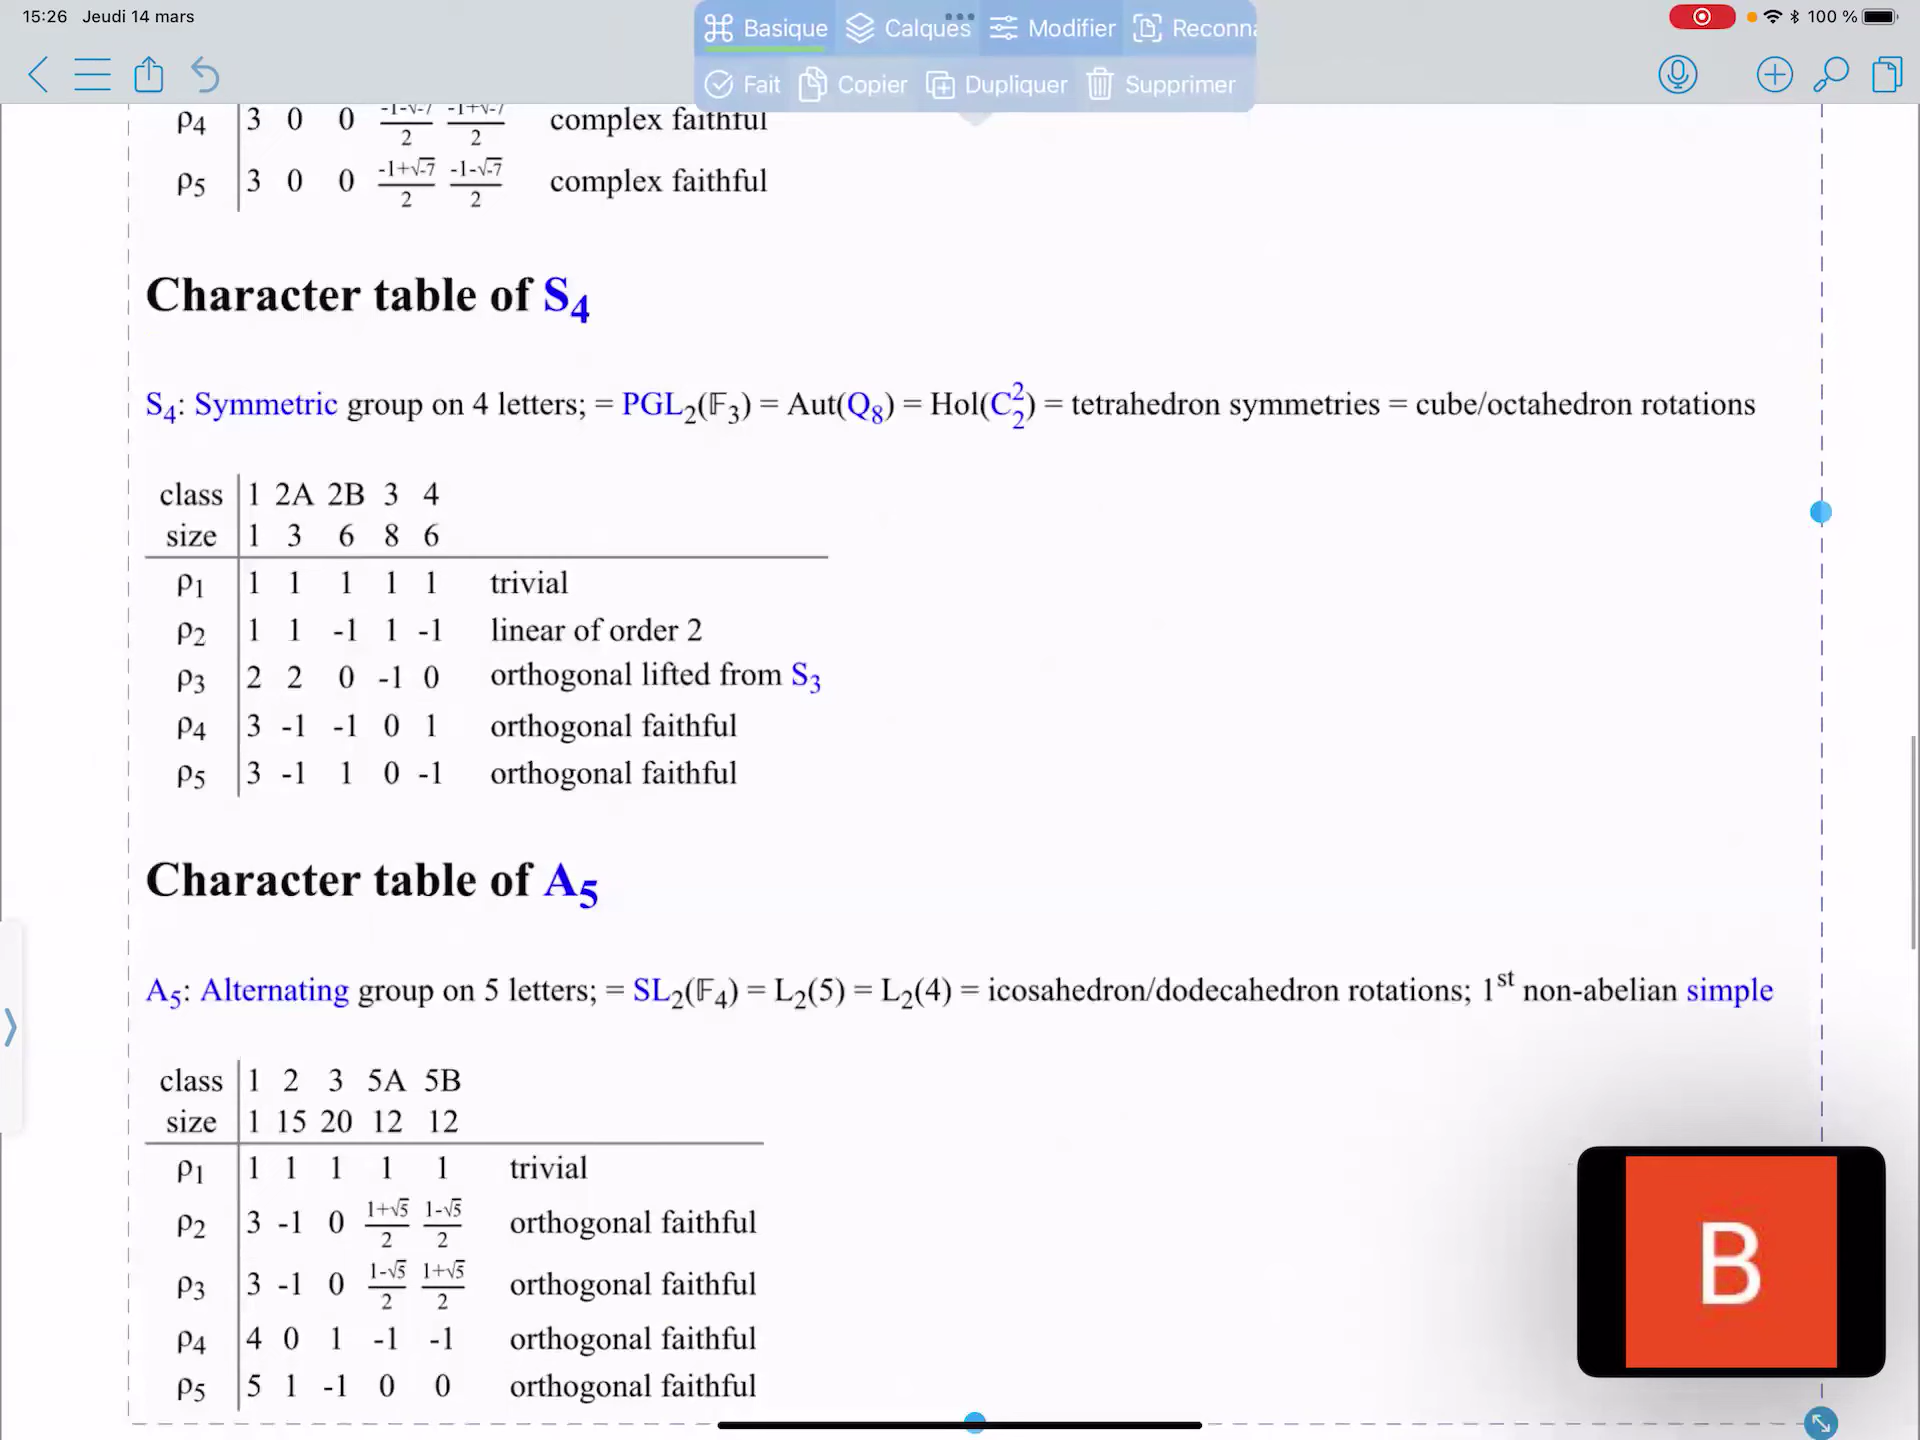 15:26 Jeudi 14 mars
100 %
Basique Calques Modifier Reconna
Fait Copier Dupliquer Supprimer
ρ4 3 0 0 -1-√-7/2 -1+√-7/2 complex faithful
ρ5 3 0 0 -1+√-7/2 -1-√-7/2 complex faithful
Character table of S4
S4: Symmetric group on 4 letters; = PGL2(𝔽3) = Aut(Q8) = Hol(C2²) = tetrahedron symmetries = cube/octahedron rotations
class 1 2A 2B 3 4
size 1 3 6 8 6
ρ1 1 1 1 1 1 trivial
ρ2 1 1 -1 1 -1 linear of order 2
ρ3 2 2 0 -1 0 orthogonal lifted from S3
ρ4 3 -1 -1 0 1 orthogonal faithful
ρ5 3 -1 1 0 -1 orthogonal faithful
Character table of A5
A5: Alternating group on 5 letters; = SL2(𝔽4) = L2(5) = L2(4) = icosahedron/dodecahedron rotations; 1st non-abelian simple
class 1 2 3 5A 5B
size 1 15 20 12 12
ρ1 1 1 1 1 1 trivial
ρ2 3 -1 0 1+√5/2 1-√5/2 orthogonal faithful
ρ3 3 -1 0 1-√5/2 1+√5/2 orthogonal faithful
ρ4 4 0 1 -1 -1 orthogonal faithful
ρ5 5 1 -1 0 0 orthogonal faithful
B